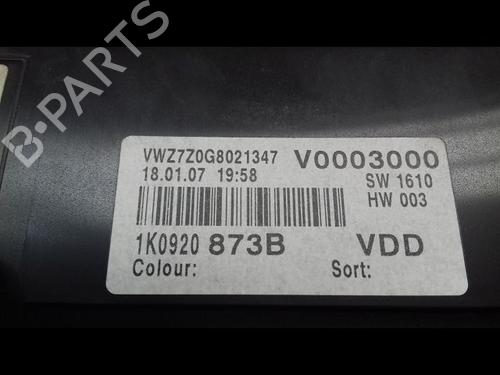 VWZ7Z0G8021347 V0003000
18.01.07 19:58 SW 1610
HW 003
1K0920 873B VDD
Colour: Sort:
B-PARTS